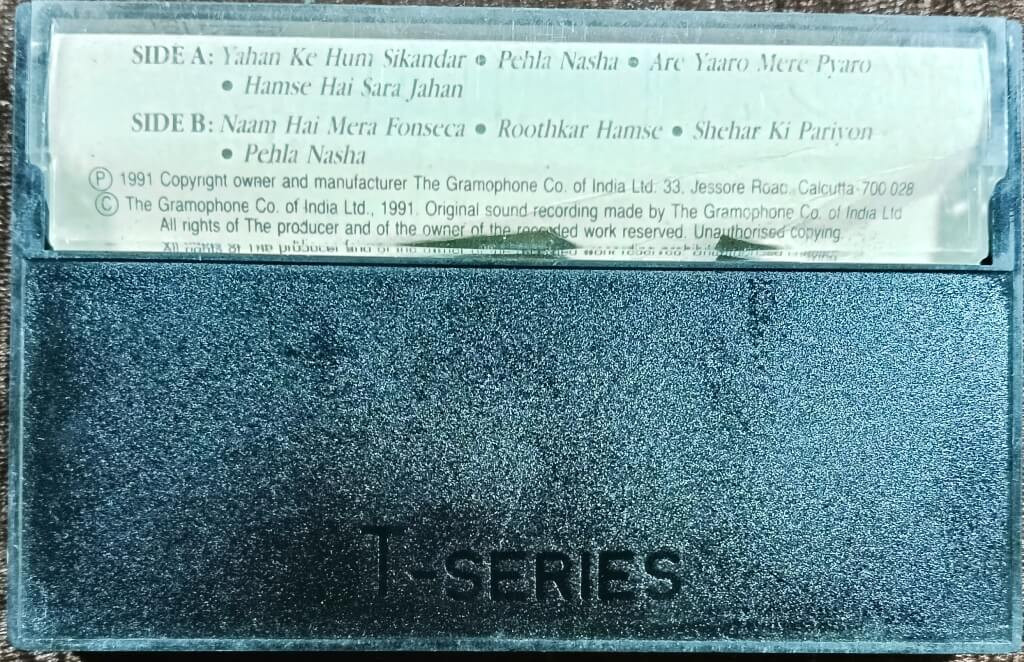 SIDE A: Yahan Ke Hum Sikandar • Pehla Nasha • Are Yaaro Mere Pyaro
• Hamse Hai Sara Jahan
SIDE B: Naam Hai Mera Fonseca • Roothkar Hamse • Shehar Ki Pariyon
• Pehla Nasha
Ⓟ 1991 Copyright owner and manufacturer The Gramophone Co. of India Ltd. 33, Jessore Road, Calcutta-700 028
© The Gramophone Co. of India Ltd., 1991. Original sound recording made by The Gramophone Co. of India Ltd
All rights of The producer and of the owner of the recorded work reserved. Unauthorised copying,
T-SERIES